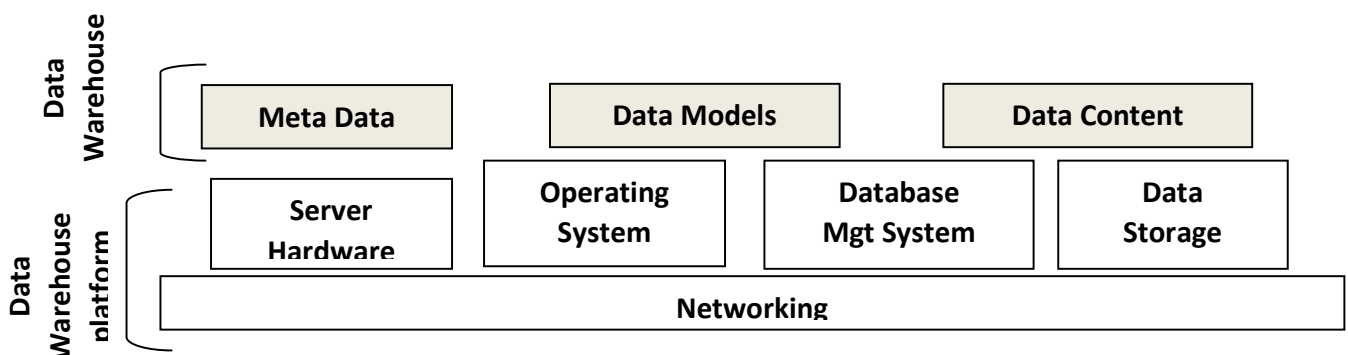 Data
Warehouse
Meta Data
Data Models
Data Content
Data
Warehouse
platform
Server
Hardware
Operating
System
Database
Mgt System
Data
Storage
Networking